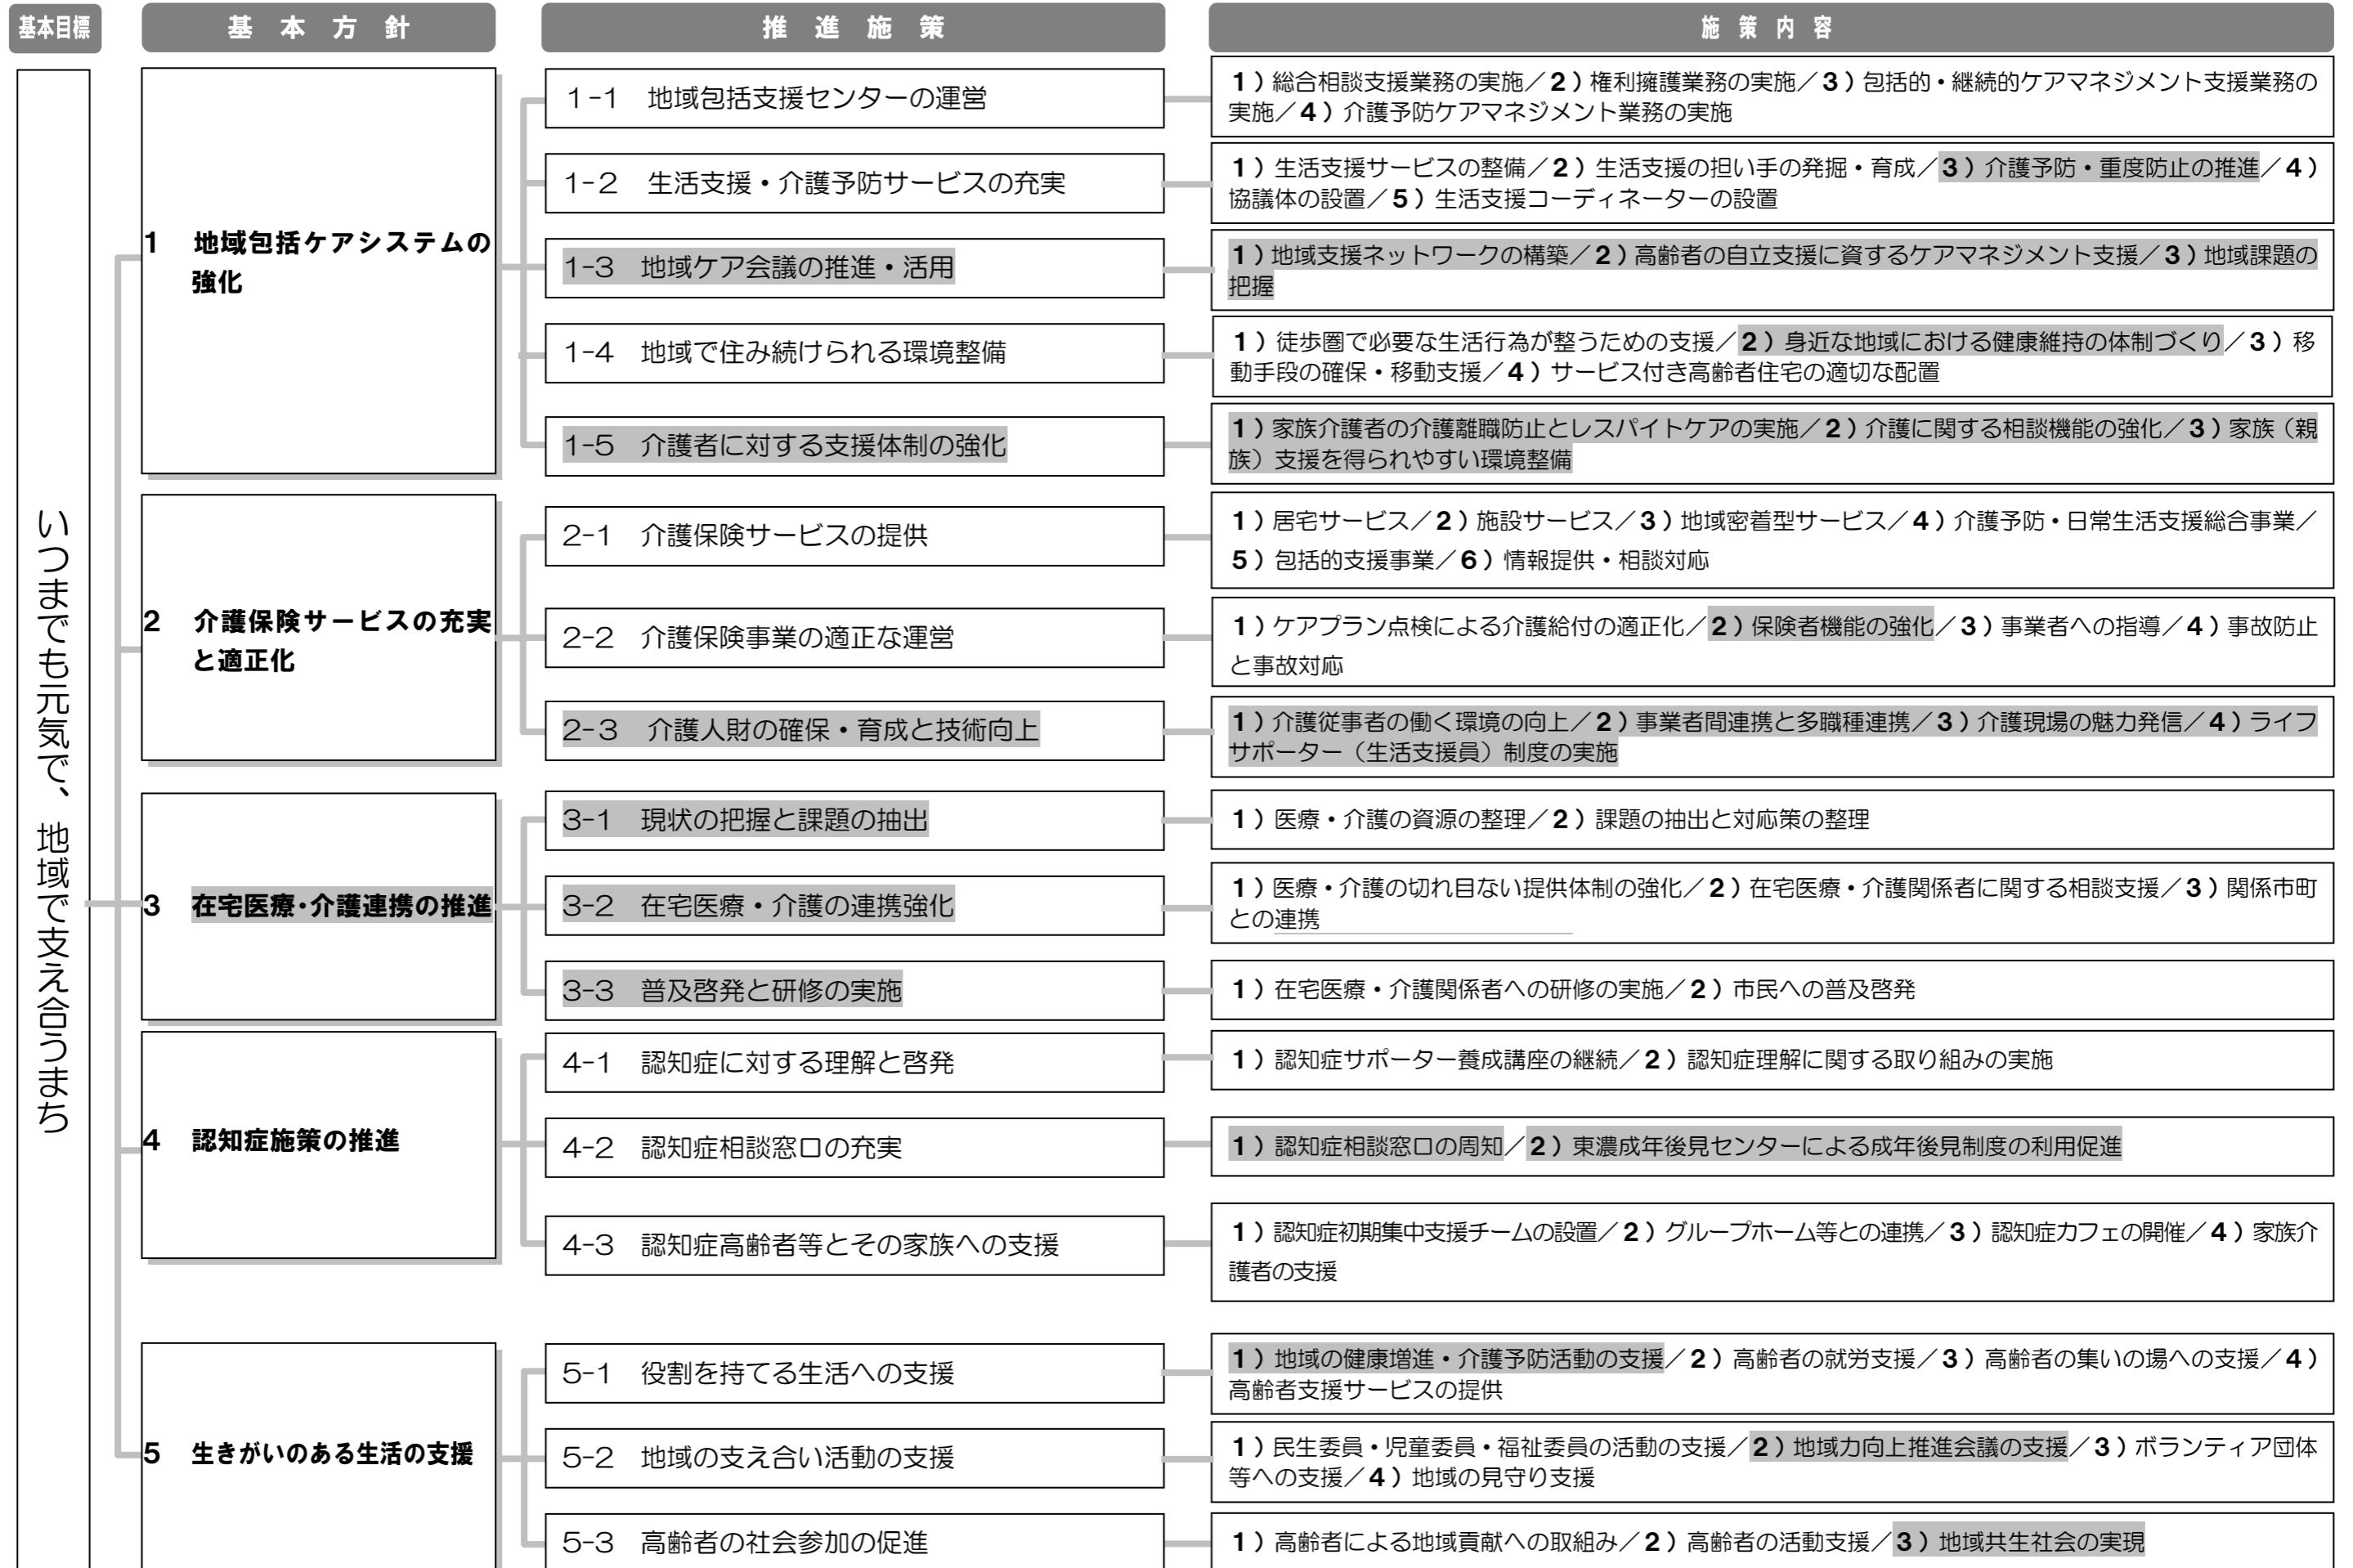 基本目標
基本方針
推進施策
施策内容
いつまでも元気で、地域で支え合うまち
1 地域包括ケアシステムの
強化
1-1 地域包括支援センターの運営
1）総合相談支援業務の実施／2）権利擁護業務の実施／3）包括的・継続的ケアマネジメント支援業務の
実施／4）介護予防ケアマネジメント業務の実施
1-2 生活支援・介護予防サービスの充実
1）生活支援サービスの整備／2）生活支援の担い手の発掘・育成／3）介護予防・重度防止の推進／4）
協議体の設置／5）生活支援コーディネーターの設置
1-3 地域ケア会議の推進・活用
1）地域支援ネットワークの構築／2）高齢者の自立支援に資するケアマネジメント支援／3）地域課題の
把握
1-4 地域で住み続けられる環境整備
1）徒歩圏で必要な生活行為が整うための支援／2）身近な地域における健康維持の体制づくり／3）移
動手段の確保・移動支援／4）サービス付き高齢者住宅の適切な配置
1-5 介護者に対する支援体制の強化
1）家族介護者の介護離職防止とレスパイトケアの実施／2）介護に関する相談機能の強化／3）家族（親
族）支援を得られやすい環境整備
2 介護保険サービスの充実
と適正化
2-1 介護保険サービスの提供
1）居宅サービス／2）施設サービス／3）地域密着型サービス／4）介護予防・日常生活支援総合事業／
5）包括的支援事業／6）情報提供・相談対応
2-2 介護保険事業の適正な運営
1）ケアプラン点検による介護給付の適正化／2）保険者機能の強化／3）事業者への指導／4）事故防止
と事故対応
2-3 介護人財の確保・育成と技術向上
1）介護従事者の働く環境の向上／2）事業者間連携と多職種連携／3）介護現場の魅力発信／4）ライフ
サポーター（生活支援員）制度の実施
3 在宅医療・介護連携の推進
3-1 現状の把握と課題の抽出
1）医療・介護の資源の整理／2）課題の抽出と対応策の整理
3-2 在宅医療・介護の連携強化
1）医療・介護の切れ目ない提供体制の強化／2）在宅医療・介護関係者に関する相談支援／3）関係市町
との連携
3-3 普及啓発と研修の実施
1）在宅医療・介護関係者への研修の実施／2）市民への普及啓発
4 認知症施策の推進
4-1 認知症に対する理解と啓発
1）認知症サポーター養成講座の継続／2）認知症理解に関する取り組みの実施
4-2 認知症相談窓口の充実
1）認知症相談窓口の周知／2）東濃成年後見センターによる成年後見制度の利用促進
4-3 認知症高齢者等とその家族への支援
1）認知症初期集中支援チームの設置／2）グループホーム等との連携／3）認知症カフェの開催／4）家族介
護者の支援
5 生きがいのある生活の支援
5-1 役割を持てる生活への支援
1）地域の健康増進・介護予防活動の支援／2）高齢者の就労支援／3）高齢者の集いの場への支援／4）
高齢者支援サービスの提供
5-2 地域の支え合い活動の支援
1）民生委員・児童委員・福祉委員の活動の支援／2）地域力向上推進会議の支援／3）ボランティア団体
等への支援／4）地域の見守り支援
5-3 高齢者の社会参加の促進
1）高齢者による地域貢献への取組み／2）高齢者の活動支援／3）地域共生社会の実現